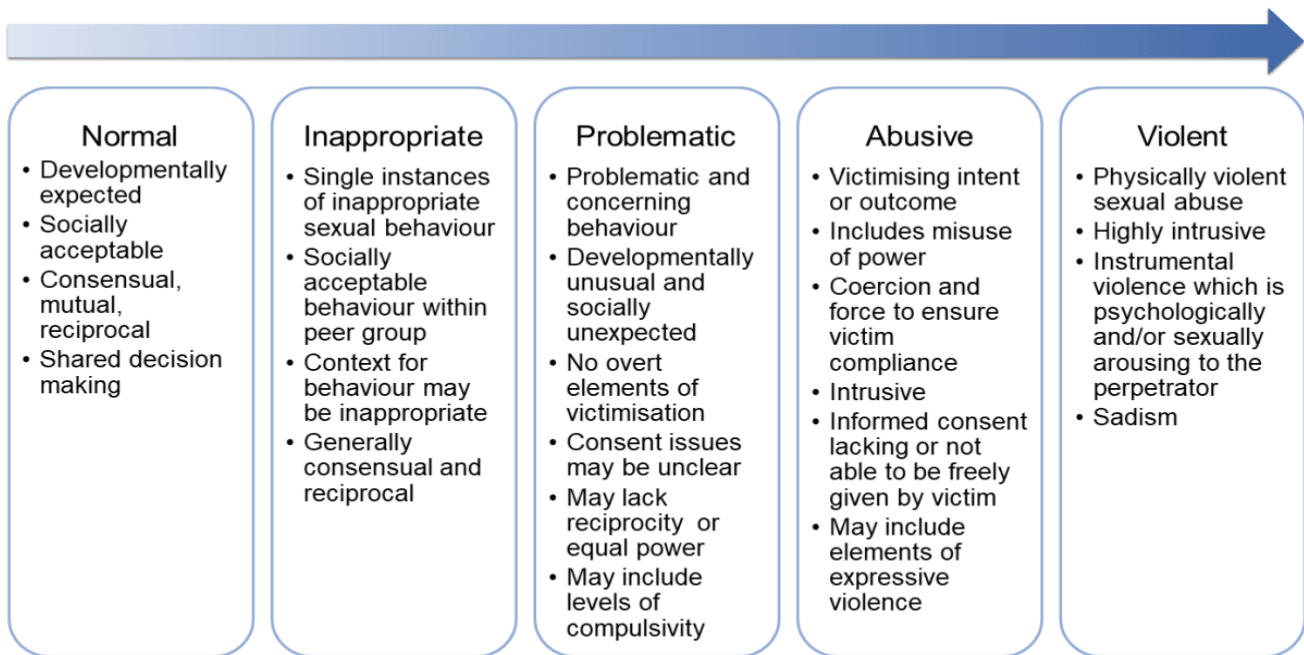 Normal
• Developmentally
expected
• Socially
acceptable
• Consensual,
mutual,
reciprocal
• Shared decision
making
Inappropriate
• Single instances
of inappropriate
sexual behaviour
• Socially
acceptable
behaviour within
peer group
• Context for
behaviour may
be inappropriate
• Generally
consensual and
reciprocal
Problematic
• Problematic and
concerning
behaviour
• Developmentally
unusual and
socially
unexpected
• No overt
elements of
victimisation
• Consent issues
may be unclear
• May lack
reciprocity or
equal power
• May include
levels of
compulsivity
Abusive
• Victimising intent
or outcome
• Includes misuse
of power
• Coercion and
force to ensure
victim
compliance
• Intrusive
• Informed consent
lacking or not
able to be freely
given by victim
• May include
elements of
expressive
violence
Violent
• Physically violent
sexual abuse
• Highly intrusive
• Instrumental
violence which is
psychologically
and/or sexually
arousing to the
perpetrator
• Sadism